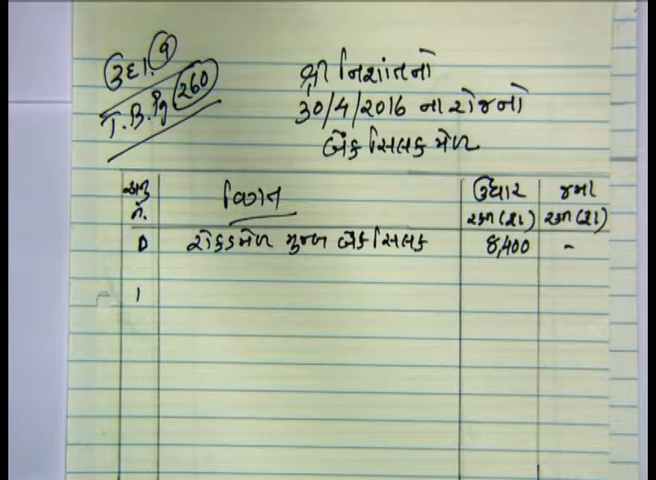 ઉદા. 9
T. B. Pg 260
શ્રી નિશાંતનો
30/4/2016 ના રોજનો
બેંક સિલક મેળ
અનુ નં. વિગત ઉધાર રકમ (રૂા) જમા રકમ (રૂા)
0 રોકડમેળ મુજબ બેંક સિલક 8,400 -
1